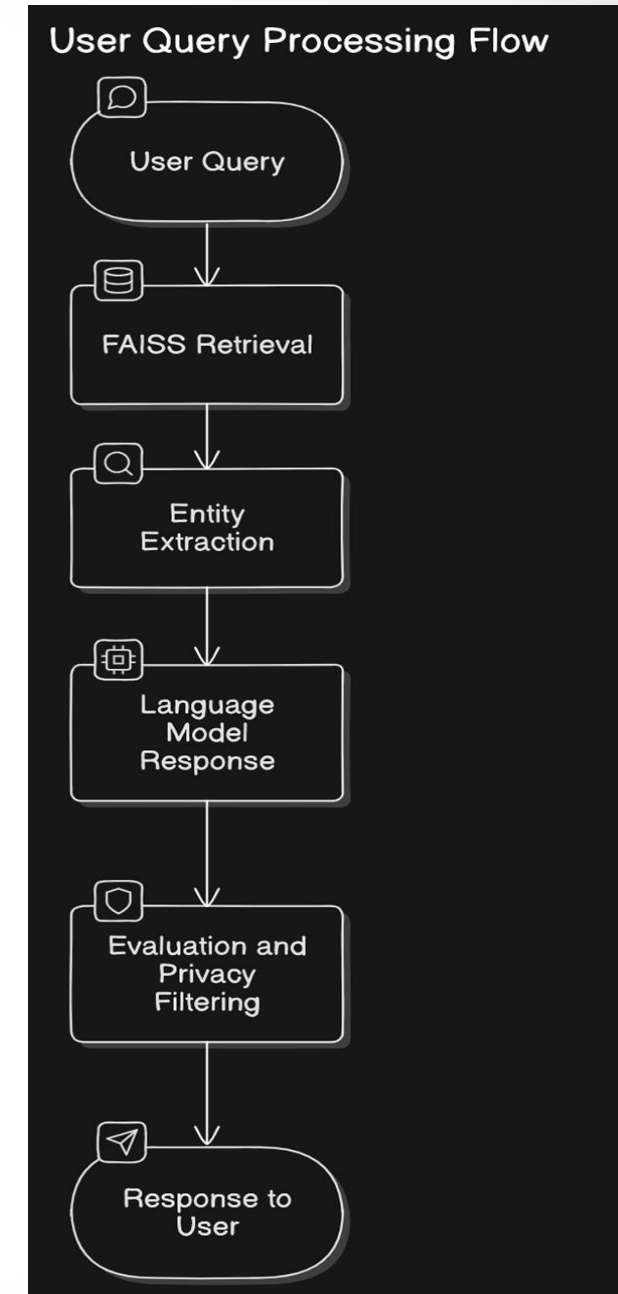 User Query Processing Flow
User Query
FAISS Retrieval
Entity
Extraction
Language
Model
Response
Evaluation and
Privacy
Filtering
Response to
User